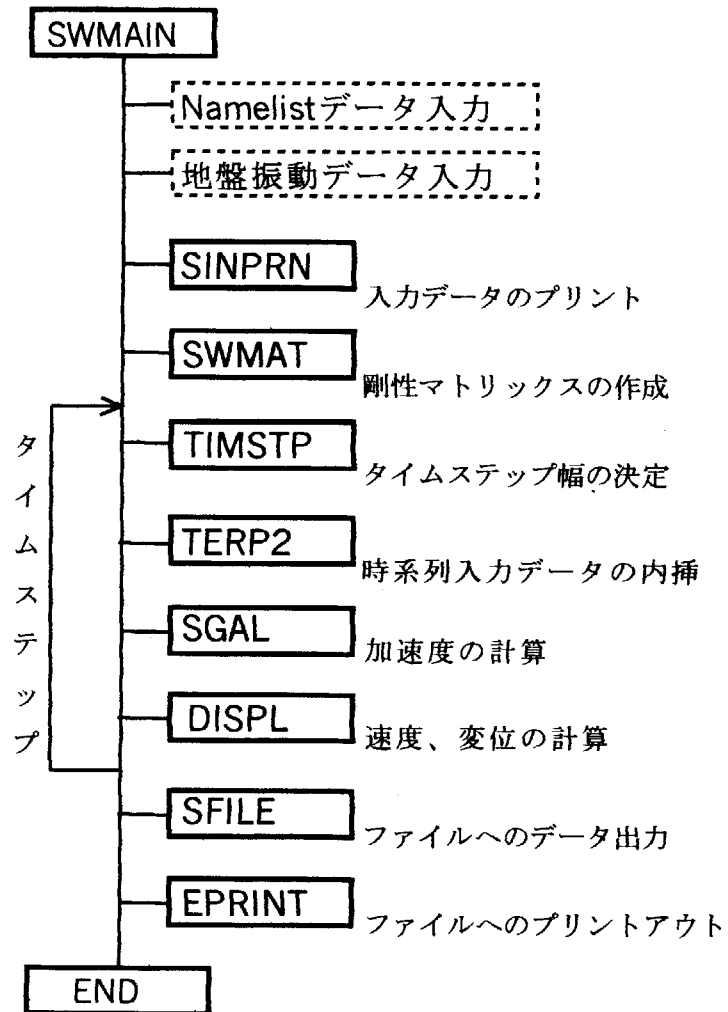 SWMAIN
Namelistデータ入力
地盤振動データ入力
SINPRN
入力データのプリント
SWMAT
剛性マトリックスの作成
TIMSTP
タイムステップ幅の決定
TERP2
時系列入力データの内挿
SGAL
加速度の計算
DISPL
速度、変位の計算
タイムステップ
SFILE
ファイルへのデータ出力
EPRINT
ファイルへのプリントアウト
END